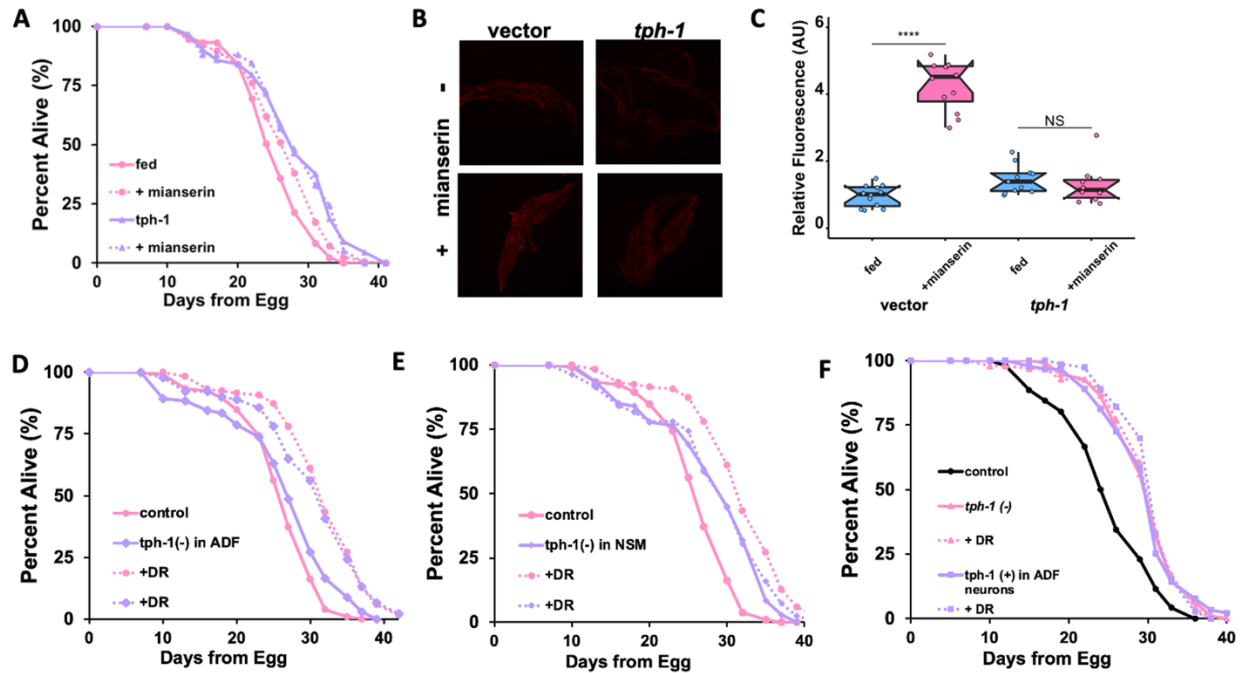 A
Percent Alive (%)
100
75
50
25
0
fed
+ mianserin
tph-1
+ mianserin
0 10 20 30 40
Days from Egg
B
vector tph-1
mianserin
-
+
C
Relative Fluorescence (AU)
6
4
2
0
****
NS
fed +mianserin fed +mianserin
vector tph-1
D
Percent Alive (%)
100
75
50
25
0
control
tph-1(-) in ADF
+DR
+DR
0 10 20 30 40
Days from Egg
E
Percent Alive (%)
100
75
50
25
0
control
tph-1(-) in NSM
+DR
+DR
0 10 20 30 40
Days from Egg
F
Percent Alive (%)
100
75
50
25
0
control
tph-1 (-)
+ DR
tph-1 (+) in ADF
neurons
+ DR
0 10 20 30 40
Days from Egg